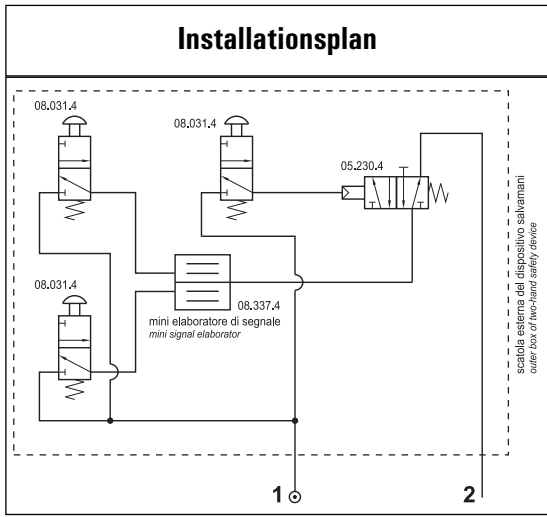 Installationsplan
08.031.4
08.031.4
05.230.4
08.031.4
08.337.4
mini elaboratore di segnale
mini signal elaborator
scatola esterna del dispositivo salvamani
outer box of two-hand safety device
1
2